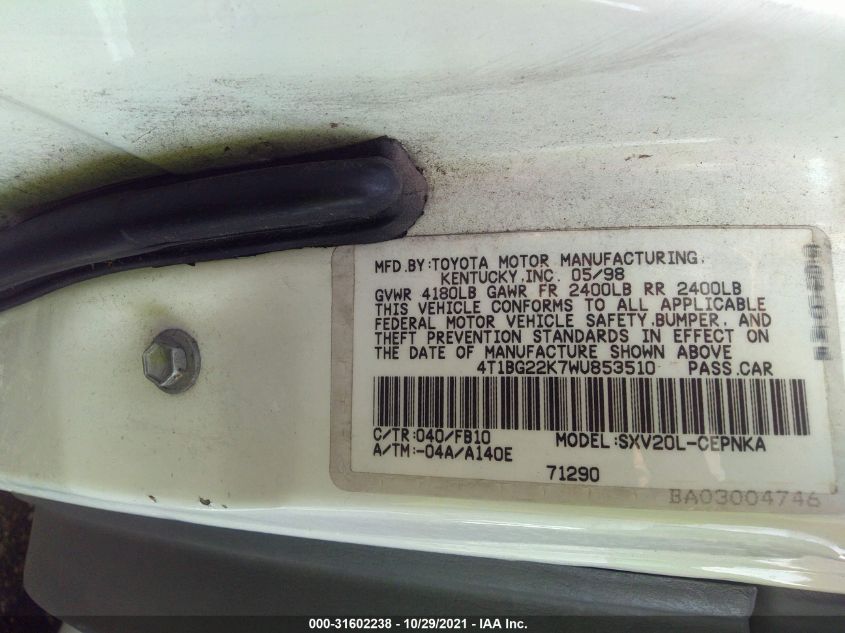 MFD.BY:TOYOTA MOTOR MANUFACTURING.
KENTUCKY.INC. 05/98
GVWR 4180LB GAWR FR 2400LB RR 2400LB
THIS VEHICLE CONFORMS TO ALL APPLICABLE
FEDERAL MOTOR VEHICLE SAFETY.BUMPER. AND
THEFT PREVENTION STANDARDS IN EFFECT ON
THE DATE OF MANUFACTURE SHOWN ABOVE
4T1BG22K7WU853510 PASS.CAR
C/TR:040/FB10 MODEL:SXV20L-CEPNKA
A/TM:-04A/A140E
71290
BA03004746
000-31602238 - 10/29/2021 - IAA Inc.